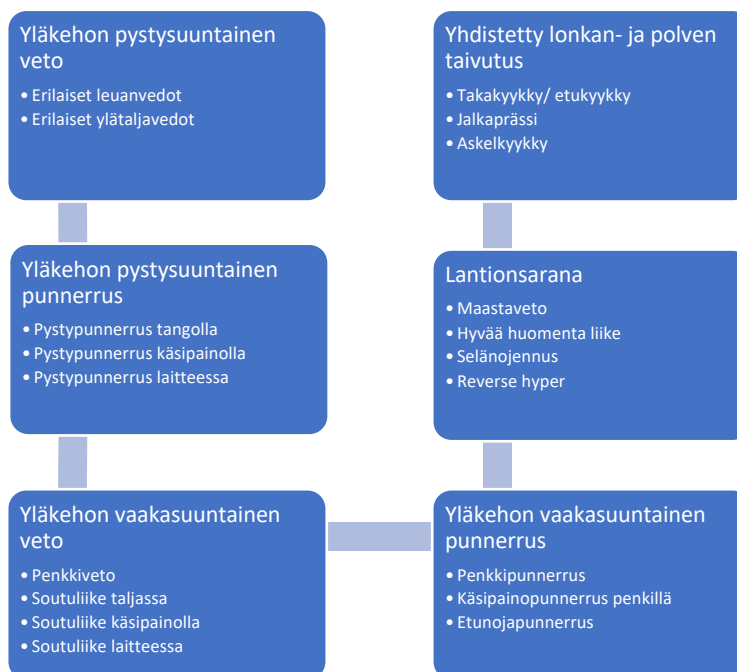 Yläkehon pystysuuntainen
veto
• Erilaiset leuanvedot
• Erilaiset ylätaljavedot
Yläkehon pystysuuntainen
punnerrus
• Pystypunnerrus tangolla
• Pystypunnerrus käsipainolla
• Pystypunnerrus laitteessa
Yläkehon vaakasuuntainen
veto
• Penkkiveto
• Soutuliike taljassa
• Soutuliike käsipainolla
• Soutuliike laitteessa
Yläkehon vaakasuuntainen
punnerrus
• Penkkipunnerrus
• Käsipainopunnerrus penkillä
• Etunojapunnerrus
Lantionsarana
• Maastaveto
• Hyvää huomenta liike
• Selänojennus
• Reverse hyper
Yhdistetty lonkan- ja polven
taivutus
• Takakyykky/ etukyykky
• Jalkaprässi
• Askelkyykky